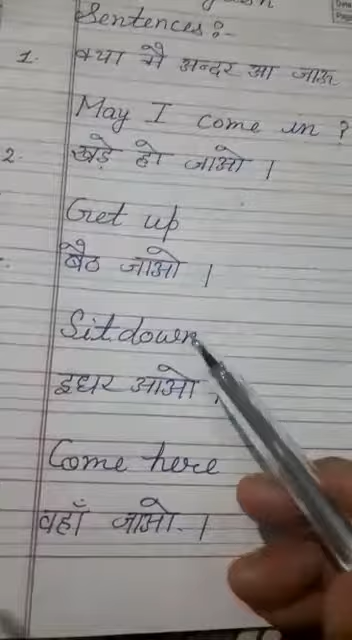 Sentences:-
1. क्या मै अन्दर आ जाऊ
May I come in ?
2. खड़े हो जाओ ।
Get up
बैठ जाओ ।
Sit down
इधर आओ ।
Come here
वहाँ जाओ. ।